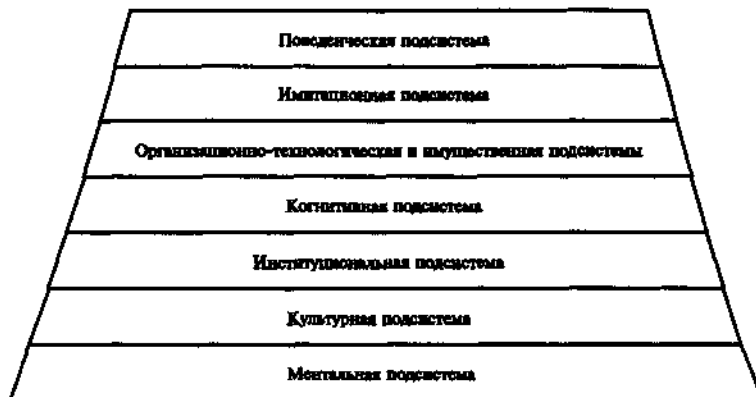 Поведенческая подсистема
Имитационная подсистема
Организационно-технологическая и имущественная подсистемы
Когнитивная подсистема
Институциональная подсистема
Культурная подсистема
Ментальная подсистема